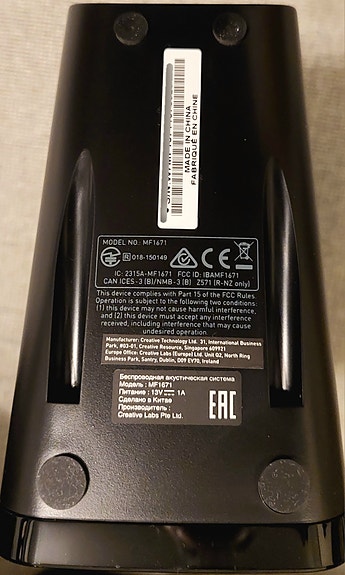 MADE IN CHINA
FABRIQUÉ EN CHINE
MODEL NO.: MF1671
R 018-150149
CE
IC: 2315A-MF1671 FCC ID: IBAMF1671
CAN ICES-3 (B)/NMB-3 (B) Z571 (R-NZ only)
This device complies with Part 15 of the FCC Rules
Operation is subject to the following two conditions:
(1) this device may not cause harmful interference,
and (2) this device must accept any interference
received, including interference that may cause
undesired operation.
Manufacturer: Creative Technology Ltd. 31, International Business
Park, #03-01, Creative Resource, Singapore 609921
Europe Office: Creative Labs (Europe) Ltd. Unit G2, North Ring
Business Park, Santry, Dublin, D09 EV70, Ireland
Беспроводная акустическая система
Модель : MF1671
Питание : 13V 1A
Сделано в Китае
Производитель :
Creative Labs Pte Ltd.
EAC